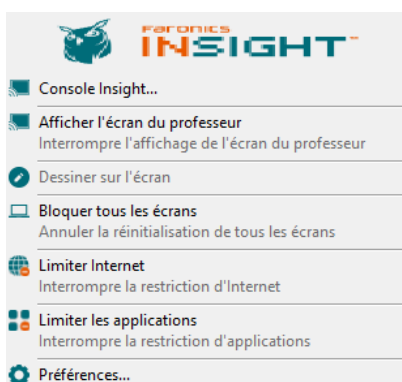 Faronics
INSIGHT™
Console Insight...
Afficher l'écran du professeur
Interrompre l'affichage de l'écran du professeur
Dessiner sur l'écran
Bloquer tous les écrans
Annuler la réinitialisation de tous les écrans
Limiter Internet
Interrompre la restriction d'Internet
Limiter les applications
Interrompre la restriction d'applications
Préférences...